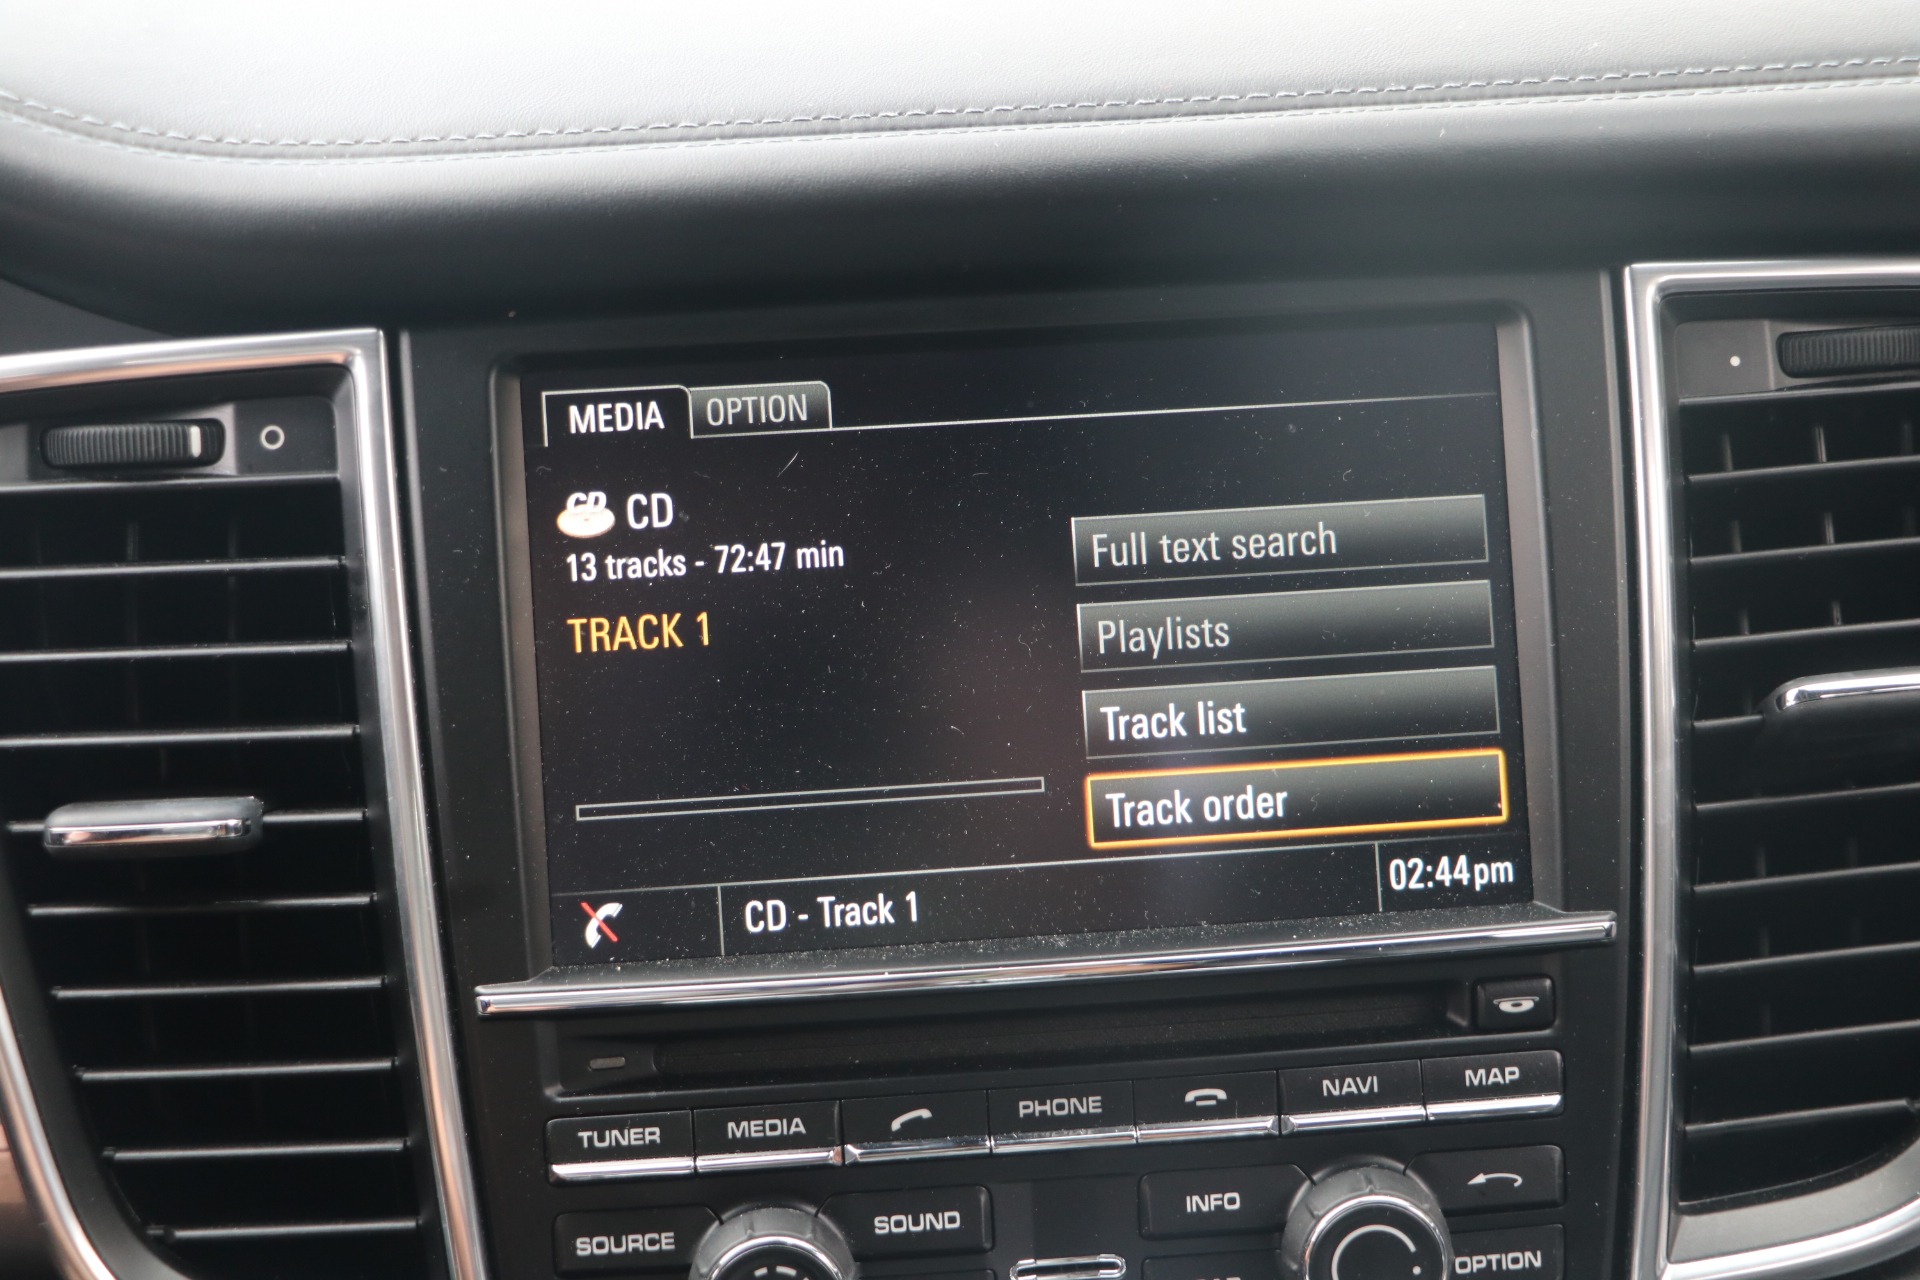 MEDIA OPTION
CD CD
13 tracks - 72:47 min
TRACK 1
Full text search
Playlists
Track list
Track order
CD - Track 1
02:44pm
TUNER MEDIA PHONE NAVI MAP
SOURCE SOUND INFO OPTION